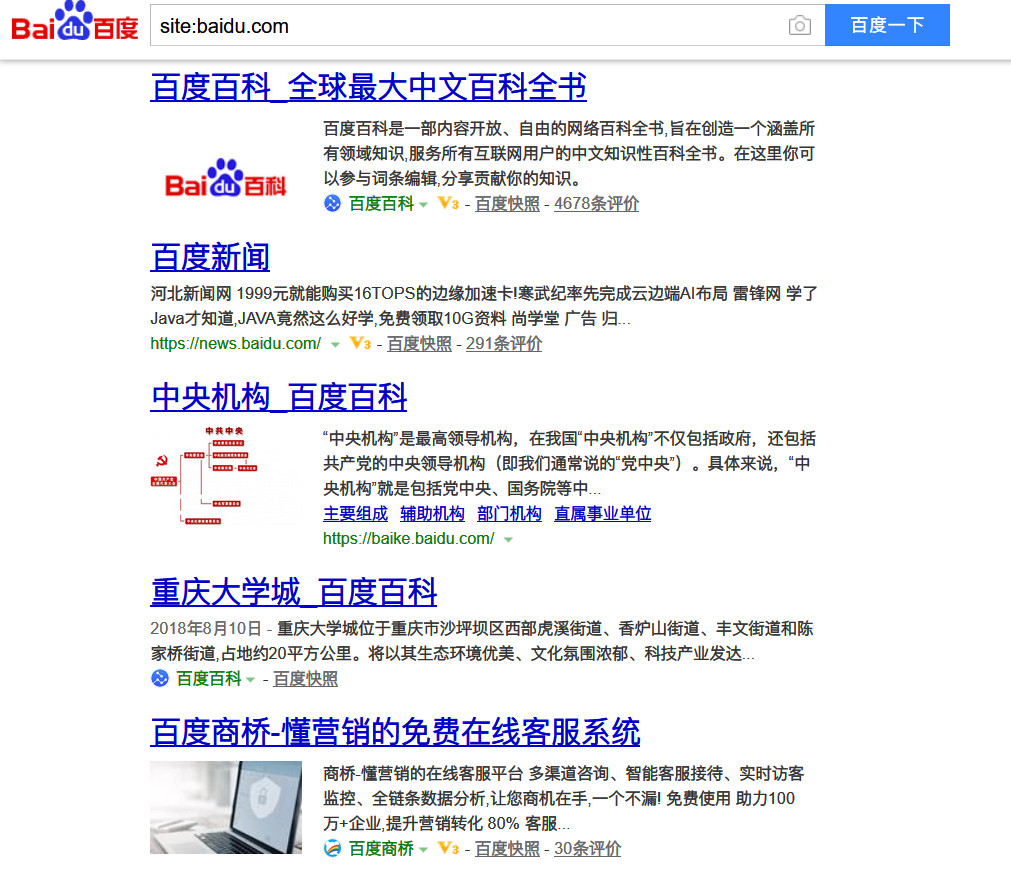 Bai du 百度
site:baidu.com
百度一下
百度百科_全球最大中文百科全书
Bai du 百科
百度百科是一部内容开放、自由的网络百科全书,旨在创造一个涵盖所
有领域知识,服务所有互联网用户的中文知识性百科全书。在这里你可
以参与词条编辑,分享贡献你的知识。
百度百科 V3 - 百度快照 - 4678条评价
百度新闻
河北新闻网 1999元就能购买16TOPS的边缘加速卡!寒武纪率先完成云边端AI布局 雷锋网 学了
Java才知道,JAVA竟然这么好学,免费领取10G资料 尚学堂 广告 归...
https://news.baidu.com/ V3 - 百度快照 - 291条评价
中央机构_百度百科
中共中央
“中央机构”是最高领导机构，在我国“中央机构”不仅包括政府，还包括
共产党的中央领导机构（即我们通常说的“党中央”）。具体来说，“中
央机构”就是包括党中央、国务院等中...
主要组成 辅助机构 部门机构 直属事业单位
https://baike.baidu.com/
重庆大学城_百度百科
2018年8月10日 - 重庆大学城位于重庆市沙坪坝区西部虎溪街道、香炉山街道、丰文街道和陈
家桥街道,占地约20平方公里。将以其生态环境优美、文化氛围浓郁、科技产业发达...
百度百科 - 百度快照
百度商桥-懂营销的免费在线客服系统
商桥-懂营销的在线客服平台 多渠道咨询、智能客服接待、实时访客
监控、全链条数据分析,让您商机在手,一个不漏! 免费使用 助力100
万+企业,提升营销转化 80% 客服...
百度商桥 V3 - 百度快照 - 30条评价